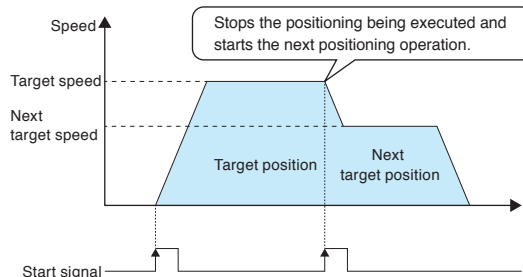 Speed
Stops the positioning being executed and
starts the next positioning operation.
Target speed
Next
target speed
Target position
Next
target position
Start signal